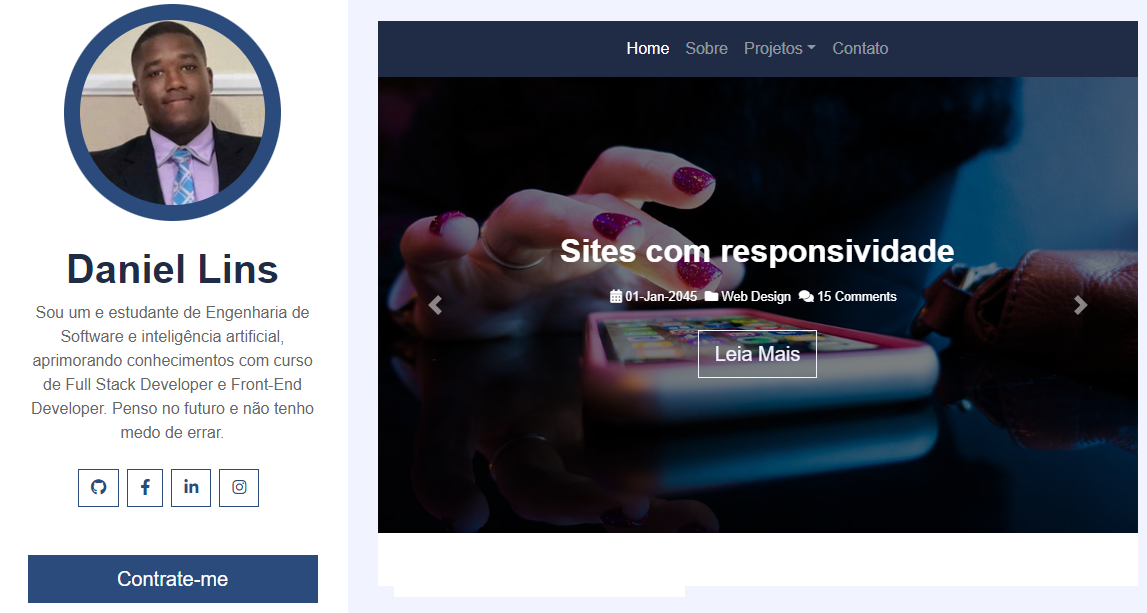 Daniel Lins
Sou um e estudante de Engenharia de
Software e inteligência artificial,
aprimorando conhecimentos com curso
de Full Stack Developer e Front-End
Developer. Penso no futuro e não tenho
medo de errar.
Contrate-me
Home Sobre Projetos Contato
Sites com responsividade
01-Jan-2045 Web Design 15 Comments
Leia Mais